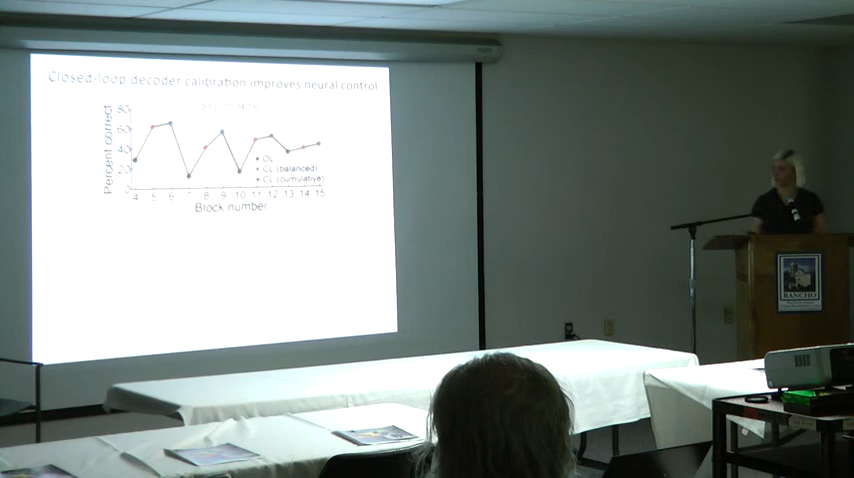 Closed-loop decoder calibration improves neural control
Percent correct
80
60
40
20
0
OL
CL (balanced)
CL (cumulative)
4 5 6 7 8 9 10 11 12 13 14 15
Block number
RANCHO